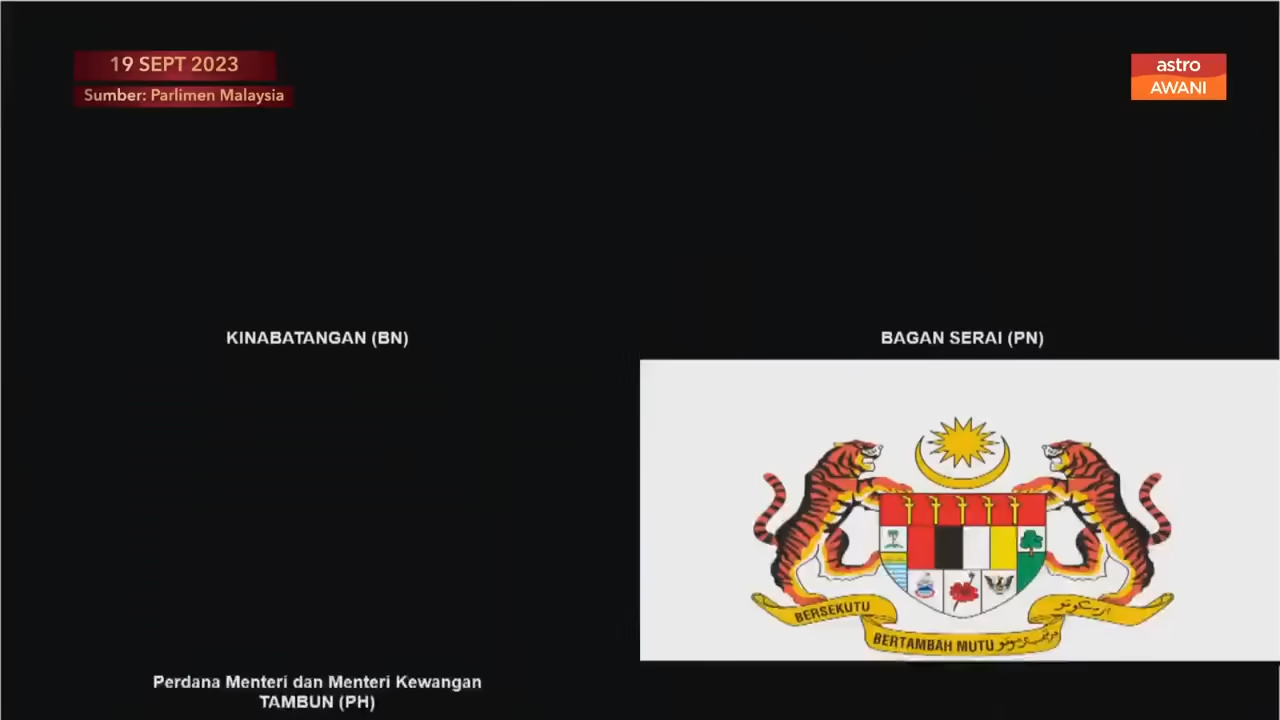 19 SEPT 2023
Sumber: Parlimen Malaysia
astro
AWANI
KINABATANGAN (BN)
BAGAN SERAI (PN)
BERSEKUTU
BERTAMBAH MUTU
Perdana Menteri dan Menteri Kewangan
TAMBUN (PH)